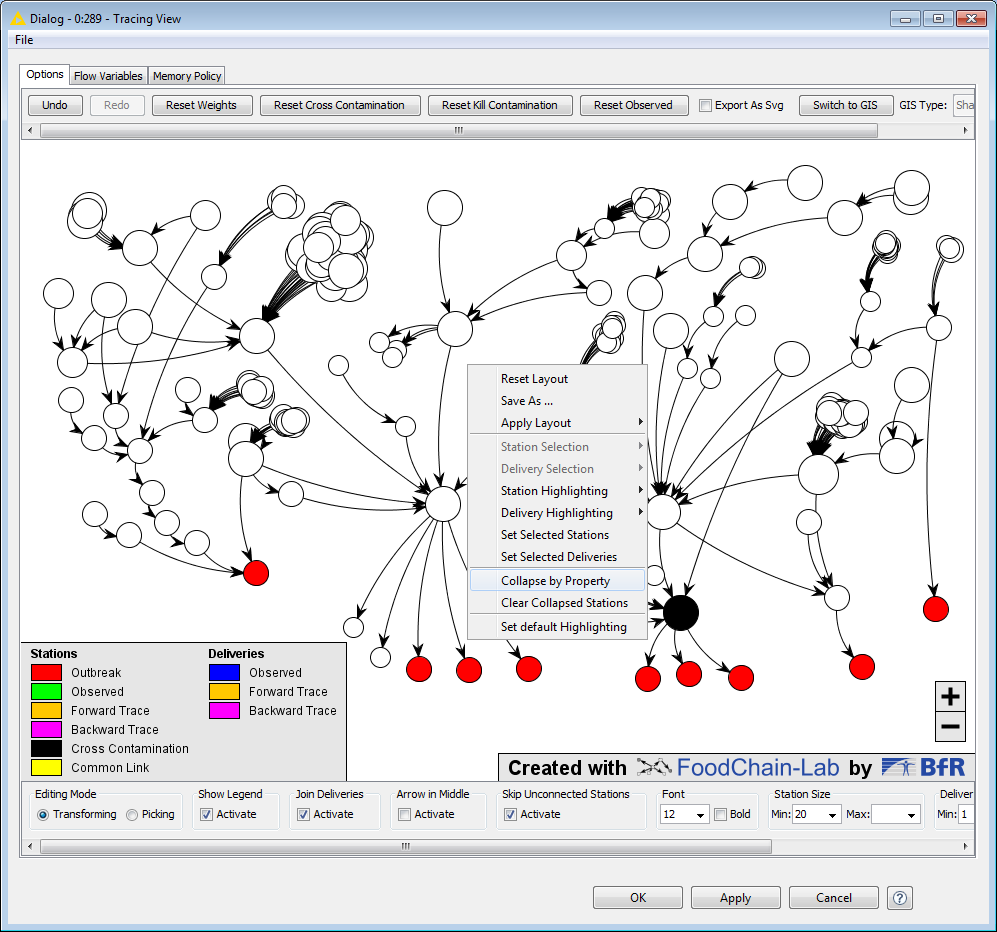 Dialog - 0:289 - Tracing View
File
Options Flow Variables Memory Policy
Undo Redo Reset Weights Reset Cross Contamination Reset Kill Contamination Reset Observed Export As Svg Switch to GIS GIS Type: Sha
Reset Layout
Save As ...
Apply Layout
Station Selection
Delivery Selection
Station Highlighting
Delivery Highlighting
Set Selected Stations
Set Selected Deliveries
Collapse by Property
Clear Collapsed Stations
Set default Highlighting
Stations Deliveries
Outbreak Observed
Observed Forward Trace
Forward Trace Backward Trace
Backward Trace
Cross Contamination
Common Link
+
−
Created with FoodChain-Lab by BfR
Editing Mode Show Legend Join Deliveries Arrow in Middle Skip Unconnected Stations Font Station Size Deliver
Transforming Picking Activate Activate Activate Activate 12 Bold Min: 20 Max: Min: 1
OK Apply Cancel ?